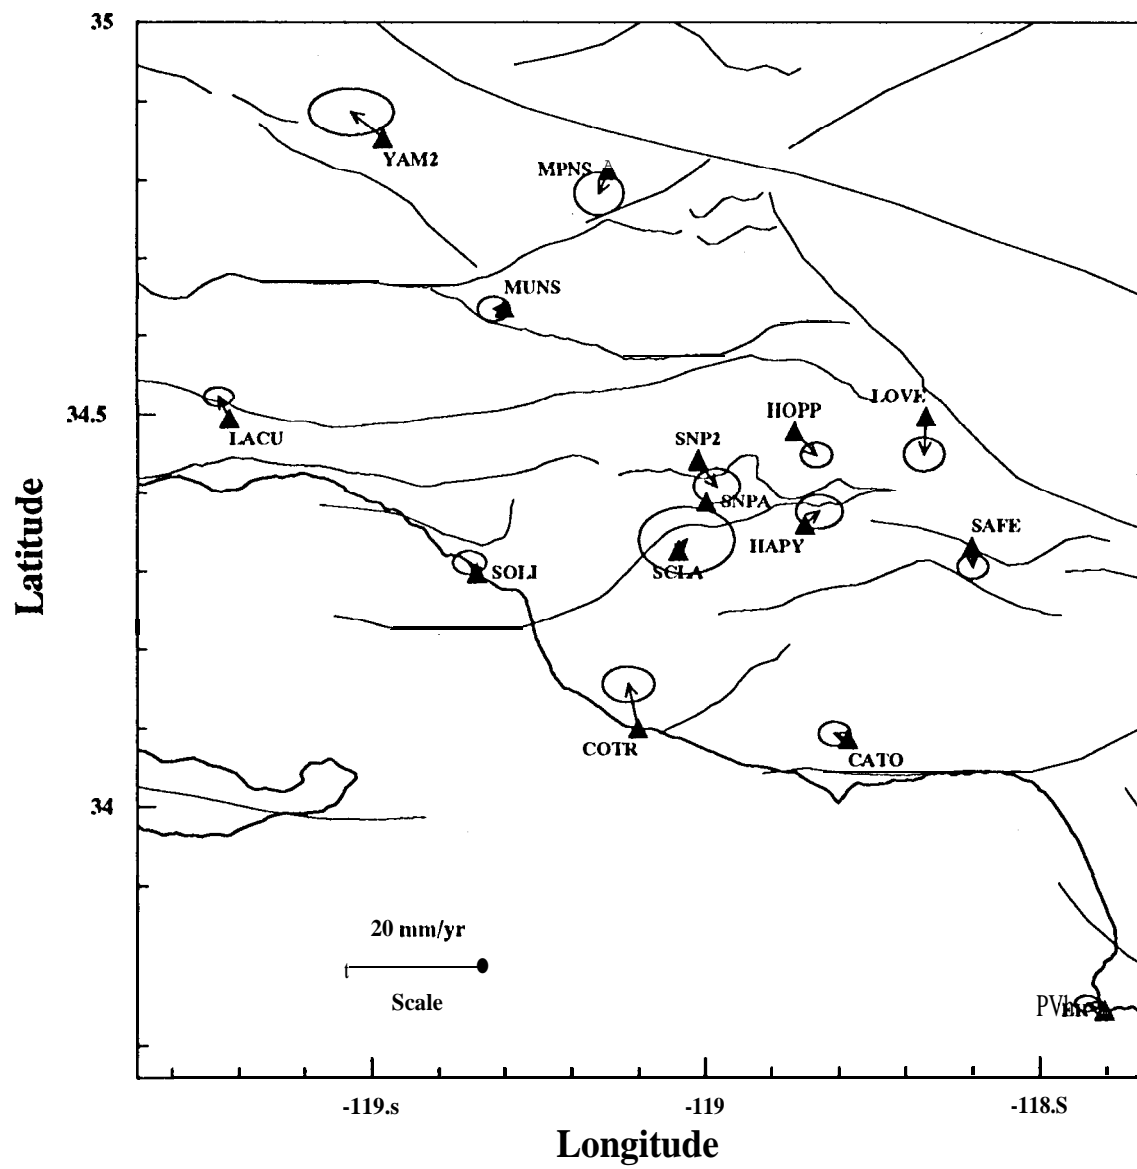 35
YAM2
MPNS
MUNS
LOVE
34.5
HOPP
LACU
SNP2
SNPA
SAFE
HAPY
SCLA
SOLI
COTR
CATO
34
20 mm/yr
Scale
-119.s
-119
-118.S
Latitude
Longitude